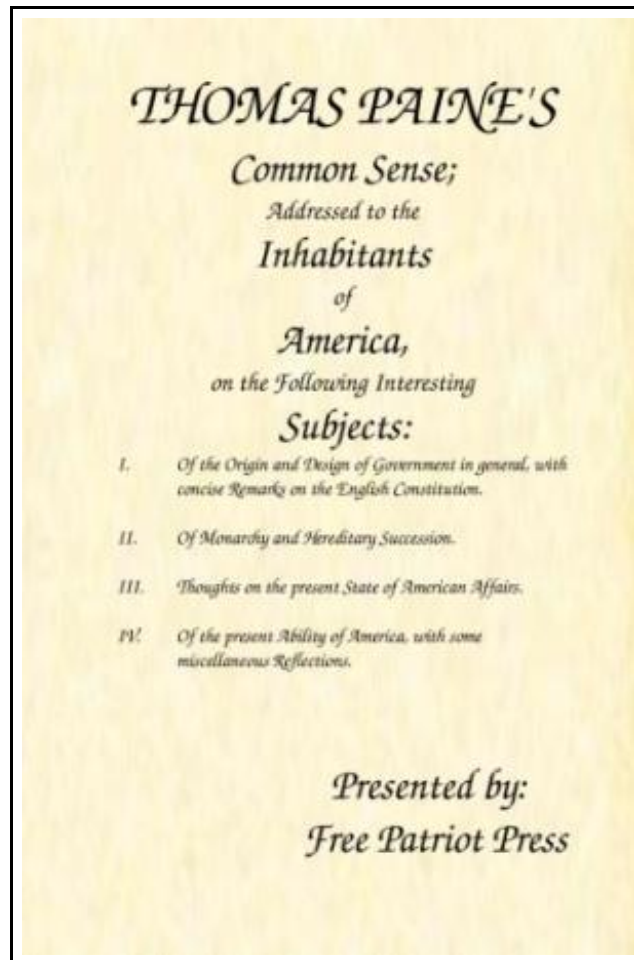 THOMAS PAINE'S
Common Sense;
Addressed to the
Inhabitants
of
America,
on the Following Interesting
Subjects:
I. Of the Origin and Design of Government in general, with
concise Remarks on the English Constitution.
II. Of Monarchy and Hereditary Succession.
III. Thoughts on the present State of American Affairs.
IV. Of the present Ability of America, with some
miscellaneous Reflections.
Presented by:
Free Patriot Press